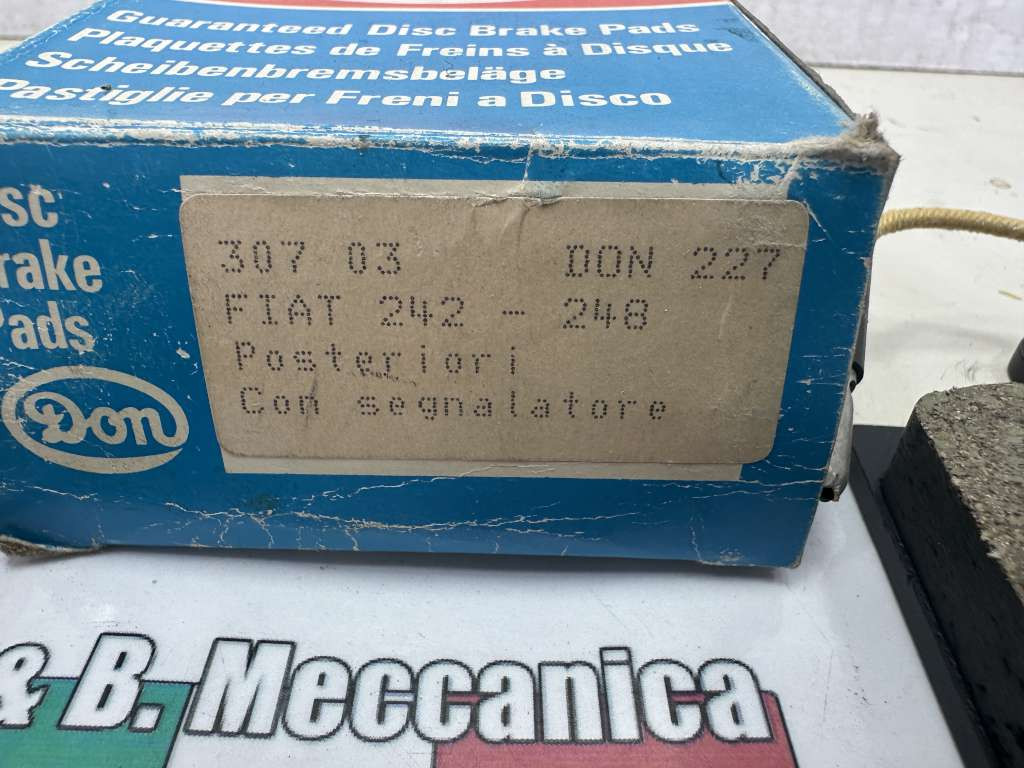 Guaranteed Disc Brake Pads
Plaquettes de Freins à Disque
Scheibenbremsbeläge
Pastiglie per Freni a Disco
sc
rake
Pads
Don
307 03 DON 227
FIAT 242 - 248
Posteriori
Con segnalatore
& B. Meccanica